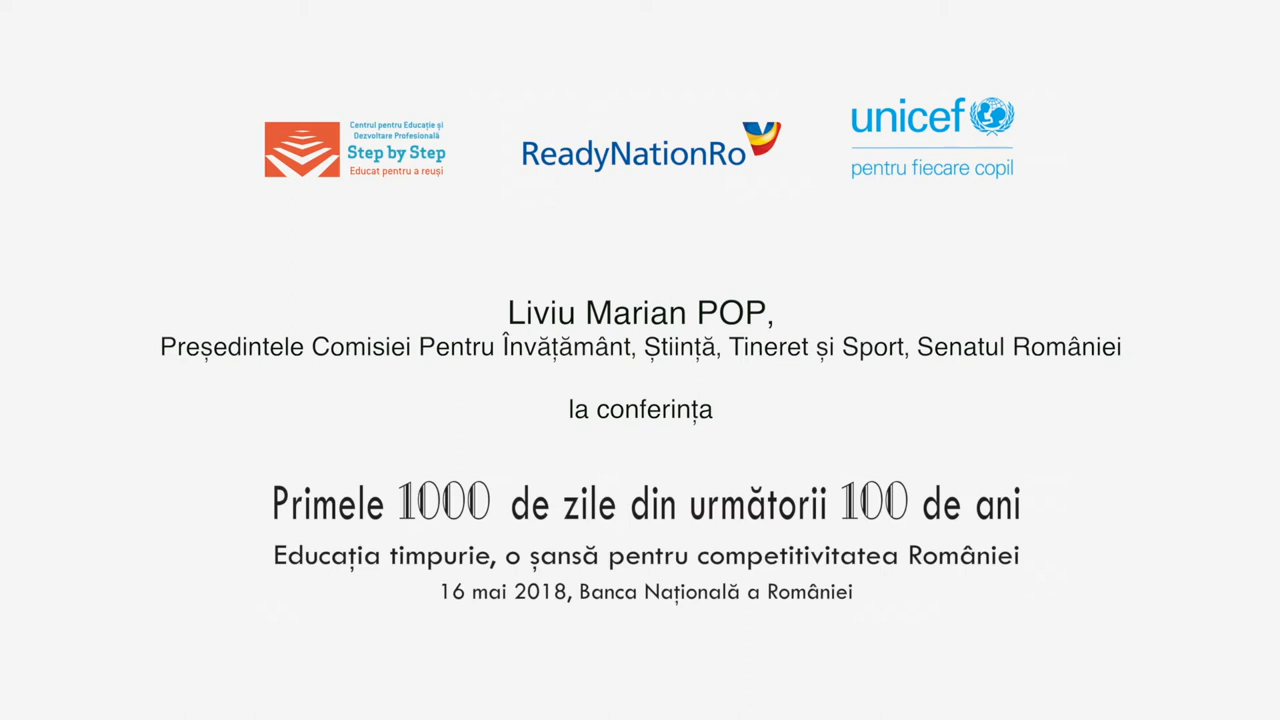 Centrul pentru Educație și
Dezvoltare Profesională
Step by Step
Educat pentru a reuși
ReadyNationRo
unicef
pentru fiecare copil
Liviu Marian POP,
Președintele Comisiei Pentru Învățământ, Știință, Tineret și Sport, Senatul României
la conferința
Primele 1000 de zile din următorii 100 de ani
Educația timpurie, o șansă pentru competitivitatea României
16 mai 2018, Banca Națională a României